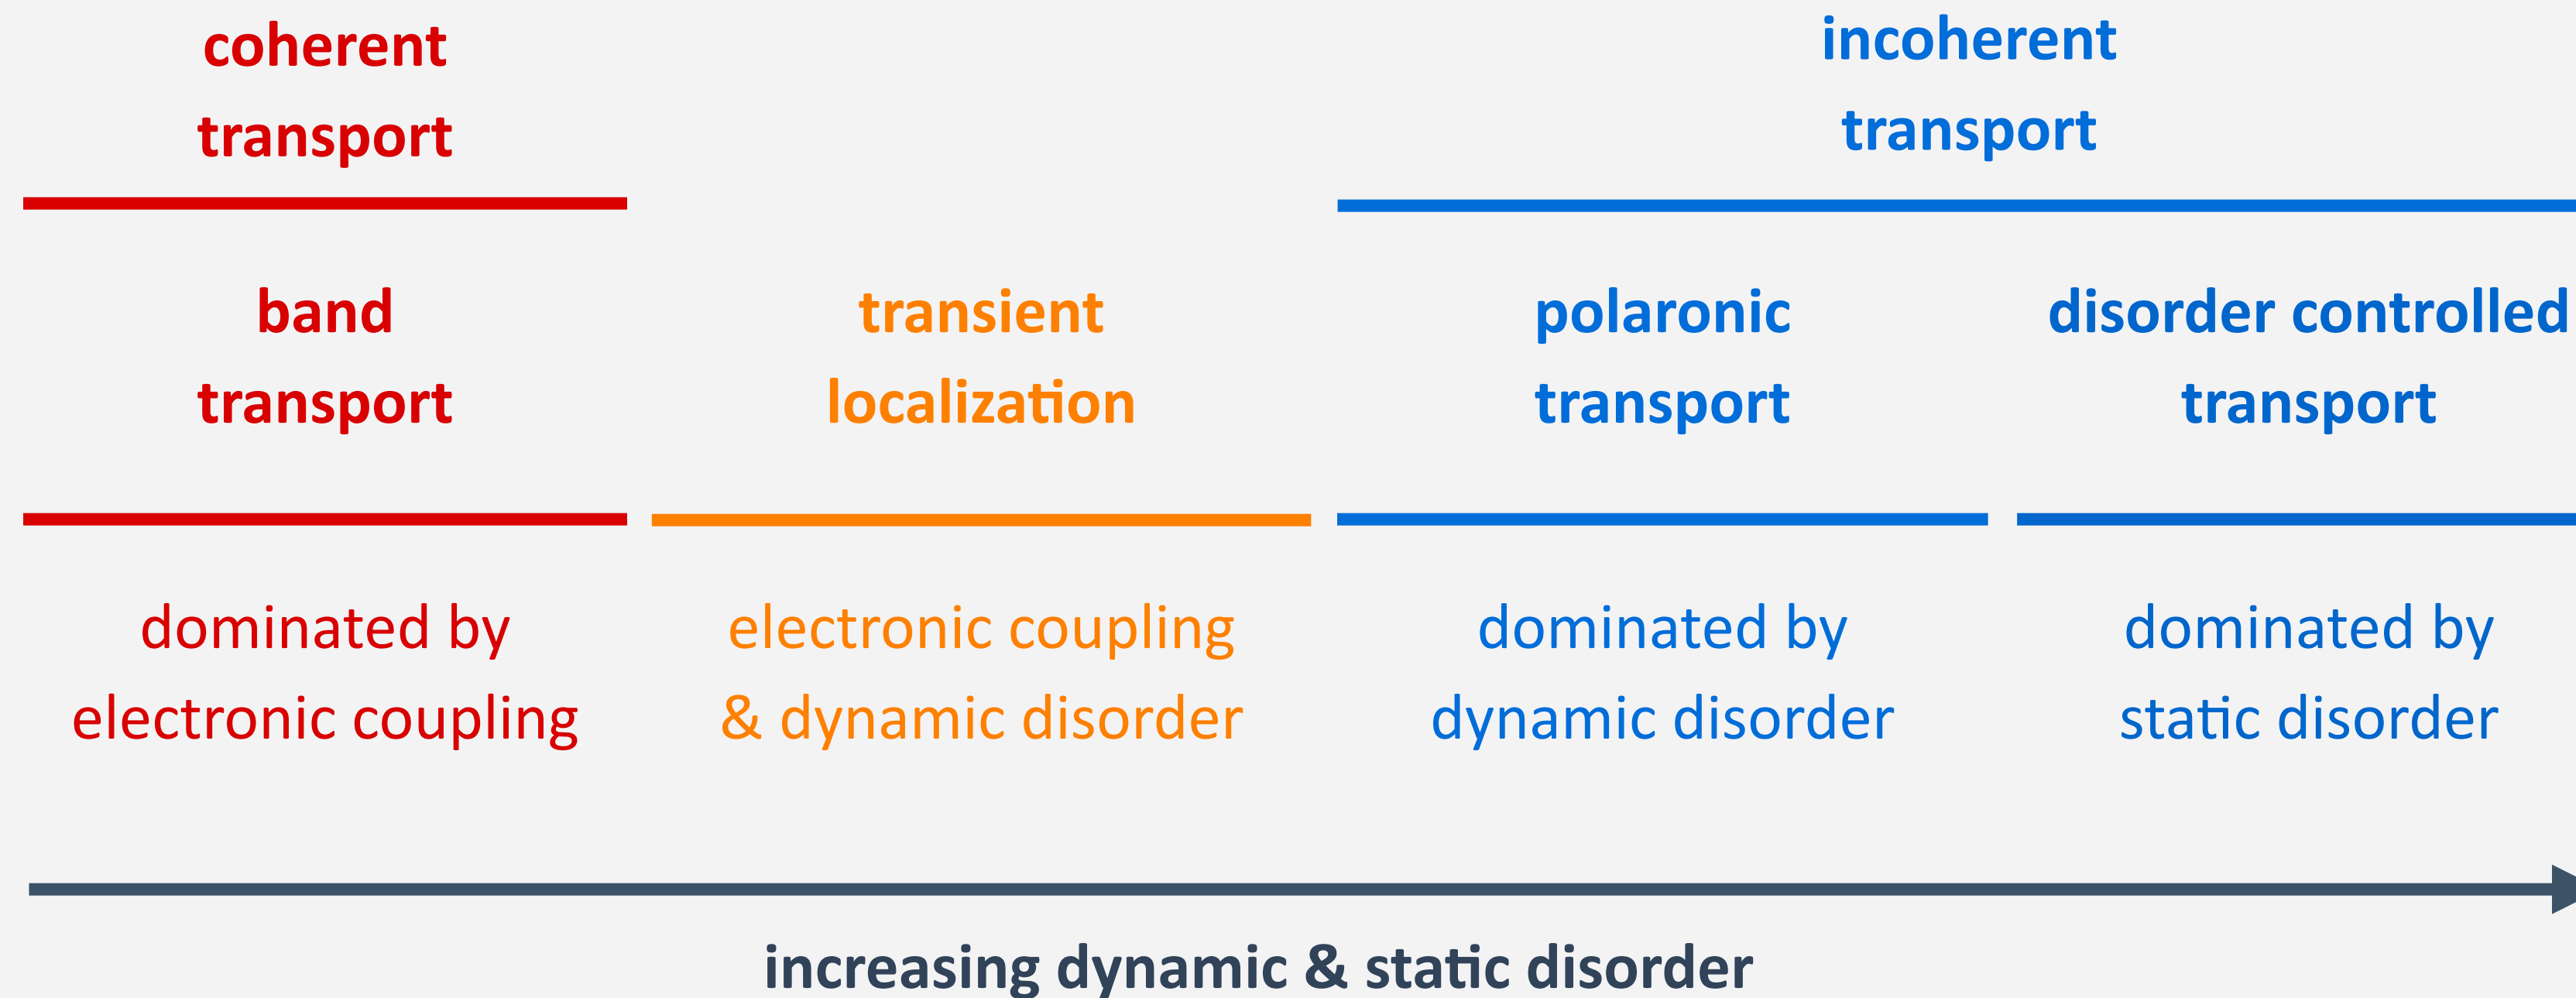 coherent
transport
incoherent
transport
band
transport
transient
localization
polaronic
transport
disorder controlled
transport
dominated by
electronic coupling
electronic coupling
& dynamic disorder
dominated by
dynamic disorder
dominated by
static disorder
increasing dynamic & static disorder